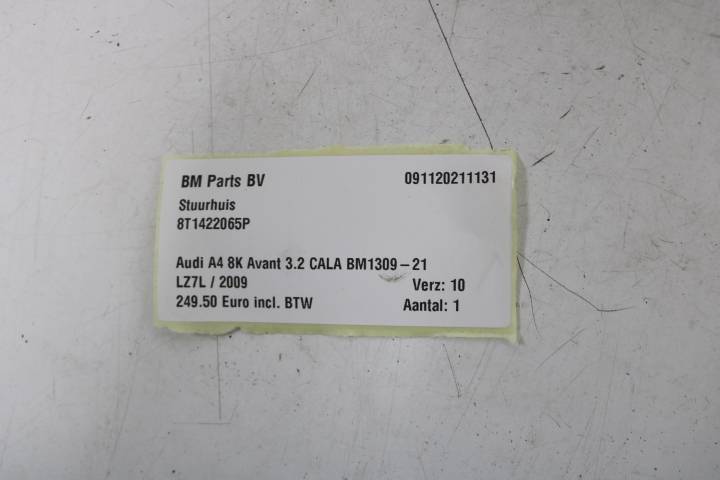 BM Parts BV 091120211131
Stuurhuis
8T1422065P
Audi A4 8K Avant 3.2 CALA BM1309-21
LZ7L / 2009 Verz: 10
249.50 Euro incl. BTW Aantal: 1